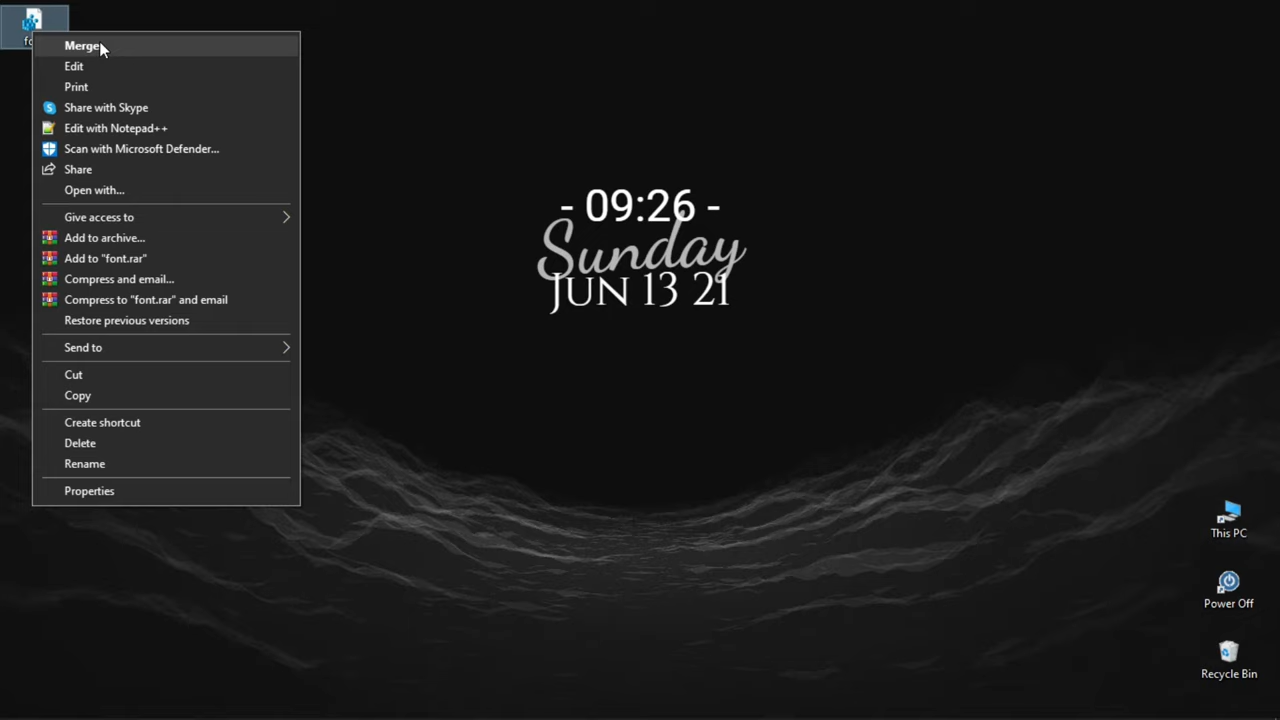 Merge
Edit
Print
Share with Skype
Edit with Notepad++
Scan with Microsoft Defender...
Share
Open with...
Give access to
Add to archive...
Add to "font.rar"
Compress and email...
Compress to "font.rar" and email
Restore previous versions
Send to
Cut
Copy
Create shortcut
Delete
Rename
Properties
- 09:26 -
Sunday
JUN 13 21
This PC
Power Off
Recycle Bin